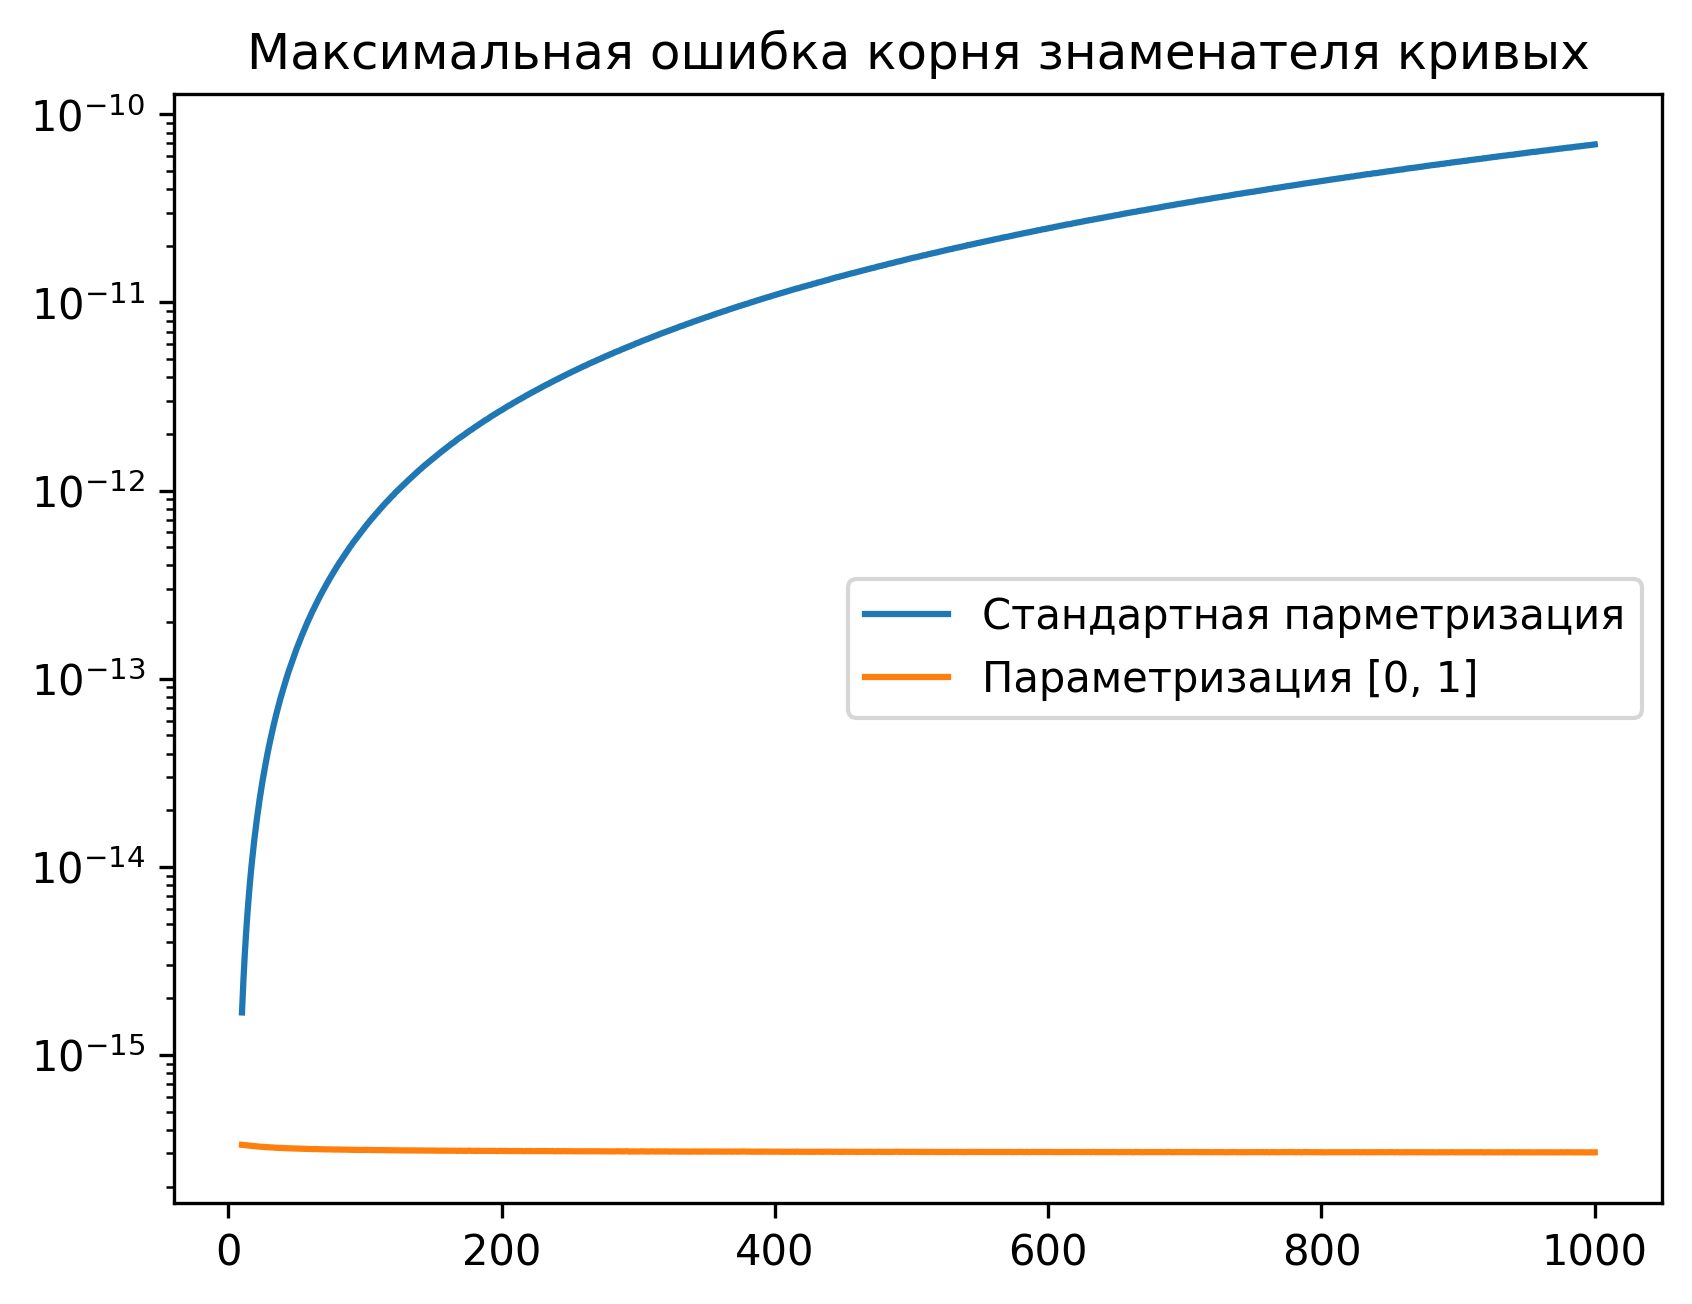 Максимальная ошибка корня знаменателя кривых
10⁻¹⁰
10⁻¹¹
10⁻¹²
10⁻¹³
10⁻¹⁴
10⁻¹⁵
Стандартная парметризация
Параметризация [0, 1]
0 200 400 600 800 1000